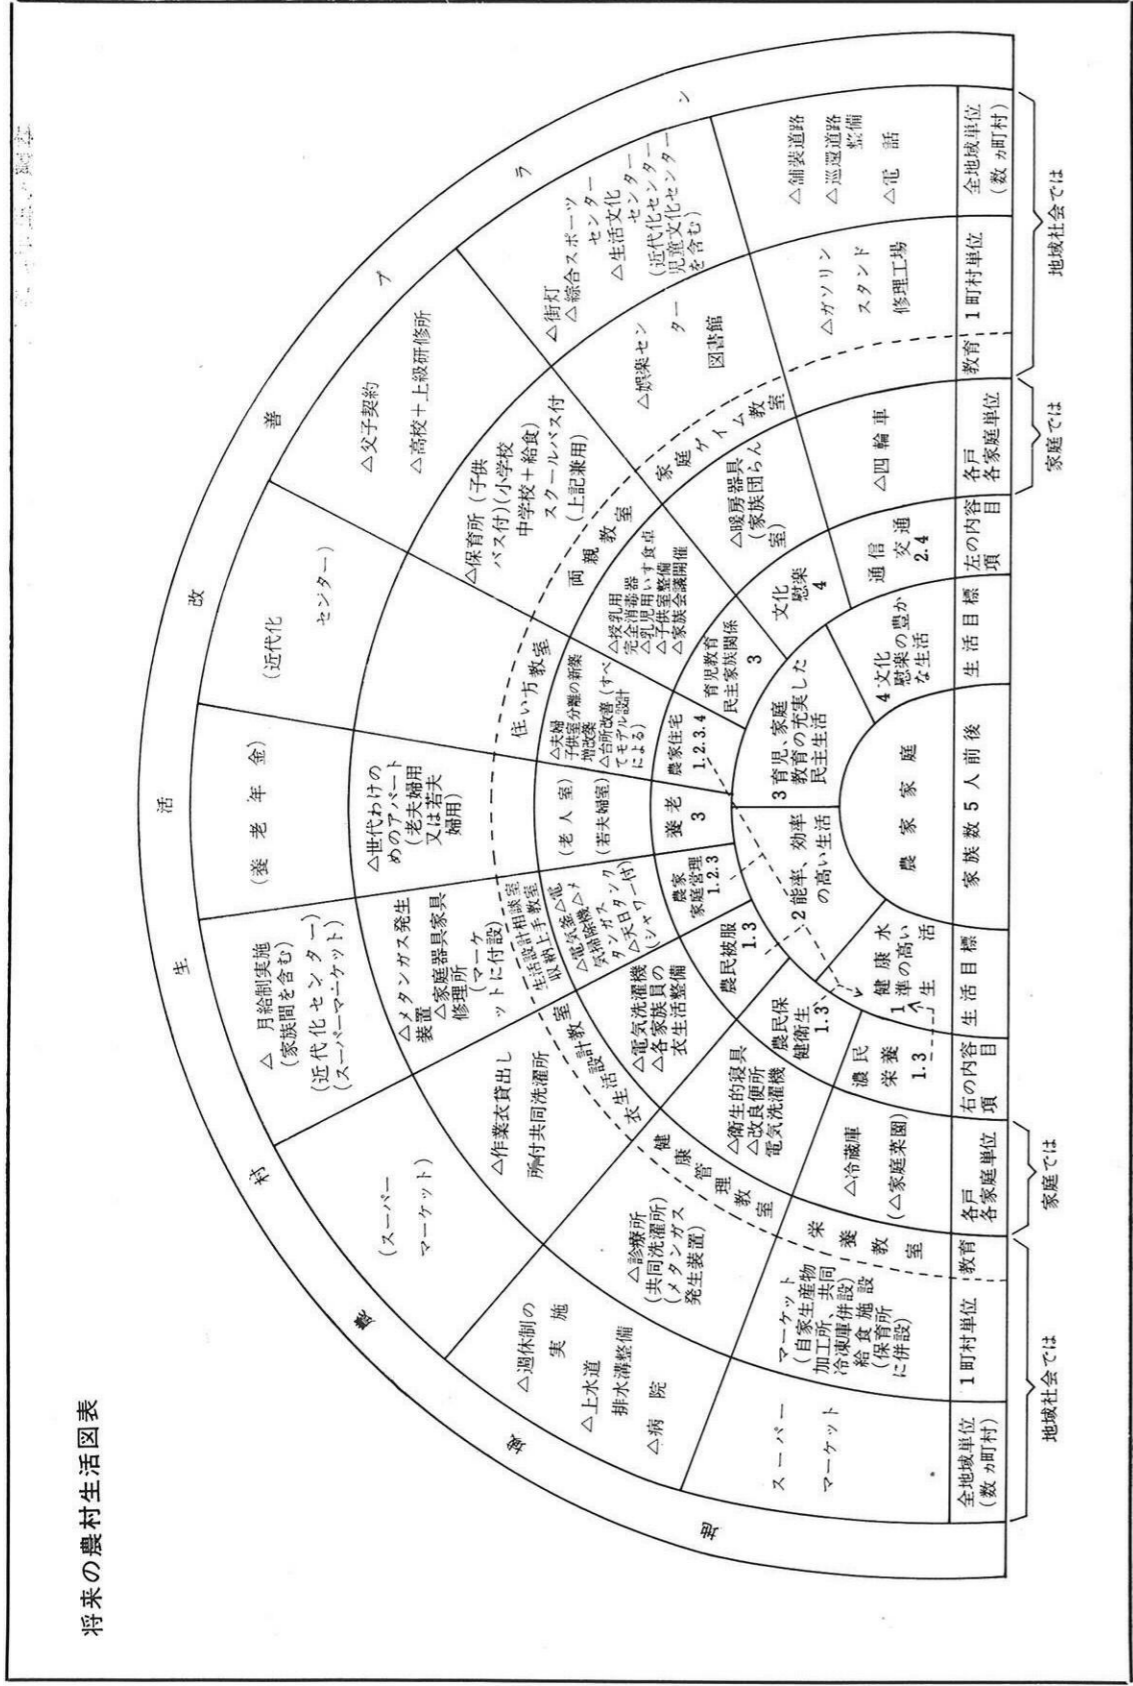 将来の農村生活図表
地域農村生活改善プラン
スーパー
マーケット
△週休制の
実施
△上水道
排水溝整備
△病院
(スーパー
マーケット)
△月給制実施
(家族間を含む)
(近代化センター)
(スーパーマーケット)
(養老年金)
(近代化
センター)
△父子契約
△高校+上級研修所
△街灯
△綜合スポーツ
センター
△生活文化
センター
(近代化センター
児童文化センター
を含む)
△舗装道路
△巡還道路
整備
△電話
マーケット
(自家生産物
加工所、共同
冷凍庫併設)
給食施設
(保育所
に併設)
△診療所
(共同洗濯所)
(メタンガス
発生装置)
△作業衣貸出し
所付共同洗濯所
△メタンガス発生
装置
△家庭器具家具
修理所
(マーケ
ットに付設)
△世代わけの
めのアパート
(老夫婦用
又は若夫
婦用)
△保育所(子供
バス付)(小学校
中学校+給食)
スクールバス付
(上記兼用)
△娯楽セン
ター
図書館
△ガソリン
スタンド
修理工場
栄養教室
健康管理教室
衣生活設計教室
生活設計相談室
収納上手教室
住い方教室
両親教室
家庭ゲイム教室
△冷蔵庫
(△家庭菜園)
△衛生的寝具
△改良便所
電気洗濯機
△電気洗濯機
△各家族員の
衣生活整備
△電気釜△電
気掃除機△メ
タンガス
△天日タンク
(シャワー付)
(老人室)
(若夫婦室)
△夫婦
子供室分離の新築
増改築
△台所改善(すべ
てモデル設計
による)
△授乳用
完全消毒器
△乳児用いす食卓
△子供室整備
△家族会議開催
△暖房器具
(家族団らん
室)
△四輪車
濃民
栄養
1.3
農民保
健衛生
1.3
農民被服
1.3
農家
家庭管理
1.2.3
養老
3
農家住宅
1.2.3.4
育児教育
民主家族関係
3
文化
慰楽
4
通信
交通
2.4
1 健康水
準の高い
生活
2 能率、効率
の高い生活
3 育児、家庭
教育の充実した
民主生活
4 文化
慰楽の豊か
な生活
農家家庭
全地域単位
(数ヵ町村)
1町村単位
教育
各戸
各家庭単位
右の内容
項目
生活目標
家族数5人前後
生活目標
左の内容
項目
各戸
各家庭単位
教育
1町村単位
全地域単位
(数ヵ町村)
地域社会では
家庭では
家庭では
地域社会では